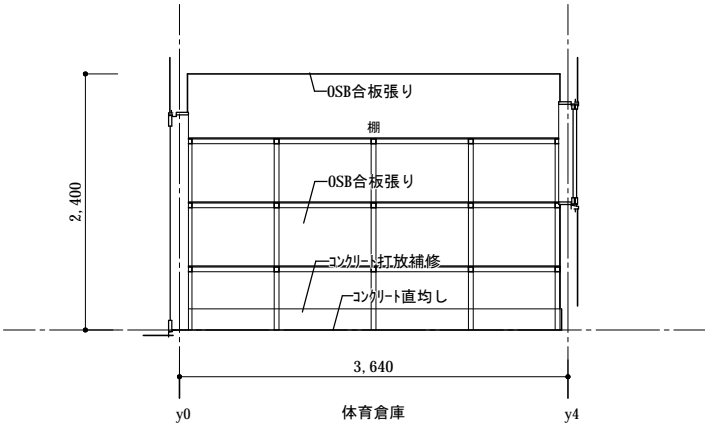 OSB合板張り
棚
OSB合板張り
2,400
コンクリート打放補修
コンクリート直均し
3,640
y0
体育倉庫
y4